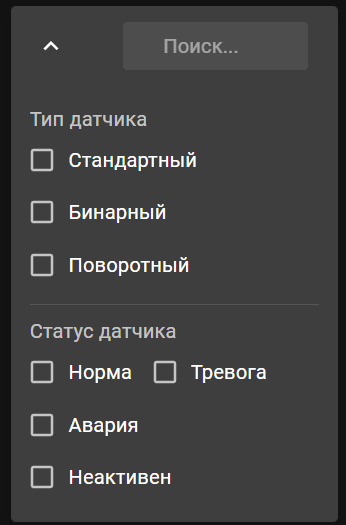 Поиск...
Тип датчика
Стандартный
Бинарный
Поворотный
Статус датчика
Норма Тревога
Авария
Неактивен